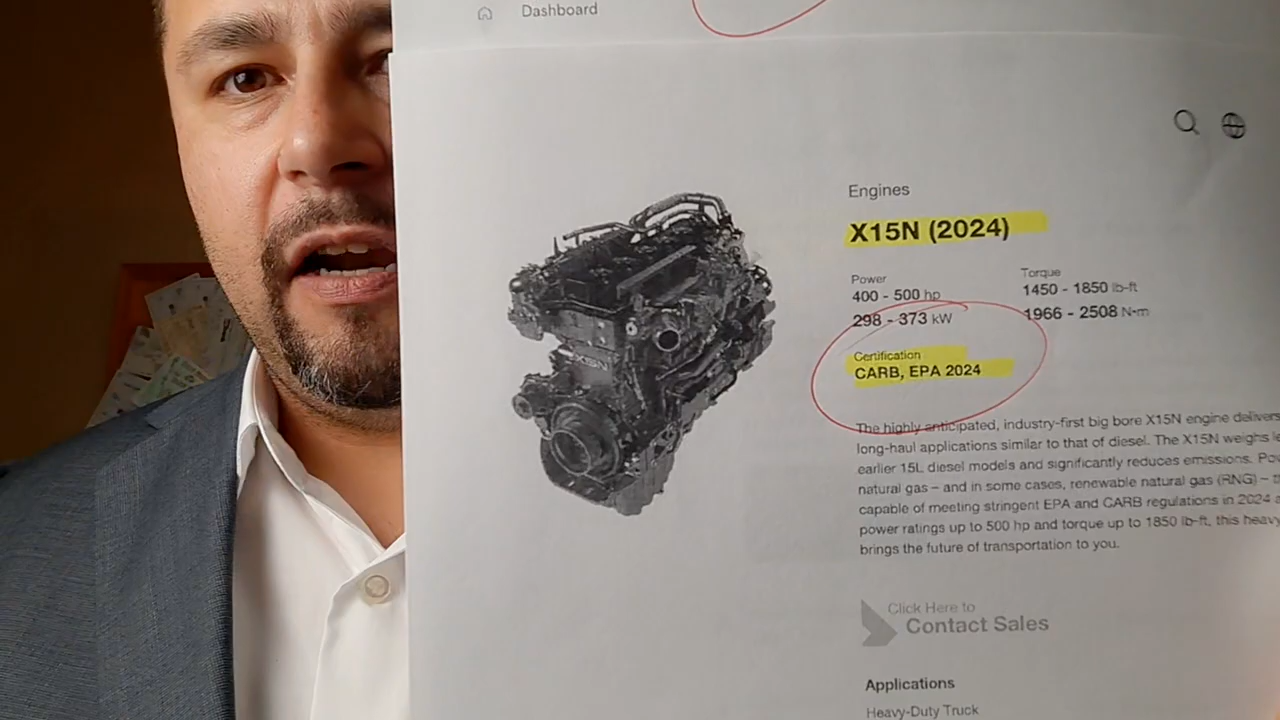 Dashboard
Engines
X15N (2024)
Power
400 - 500 hp
298 - 373 kW
Torque
1450 - 1850 lb-ft
1966 - 2508 N•m
Certification
CARB, EPA 2024
The highly anticipated, industry-first big bore X15N engine delivers
long-haul applications similar to that of diesel. The X15N weighs
earlier 15L diesel models and significantly reduces emissions.
natural gas – and in some cases, renewable natural gas (RNG) –
capable of meeting stringent EPA and CARB regulations in 2024
power ratings up to 500 hp and torque up to 1850 lb-ft, this heavy
brings the future of transportation to you.
Click Here to
Contact Sales
Applications
Heavy-Duty Truck